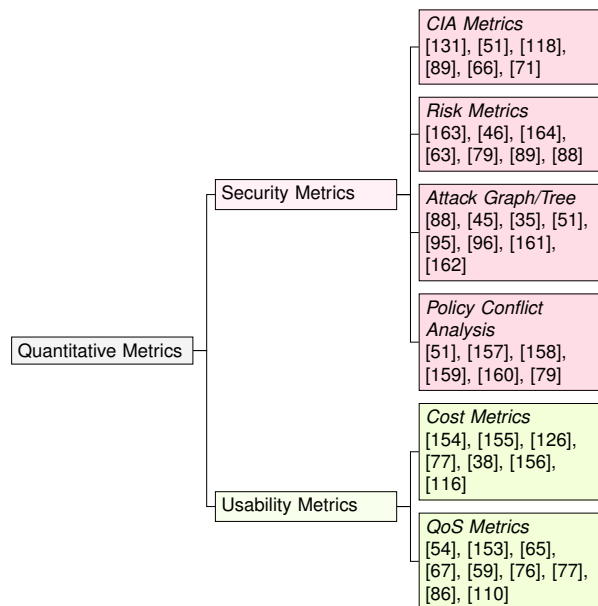 CIA Metrics
[131], [51], [118],
[89], [66], [71]
Risk Metrics
[163], [46], [164],
[63], [79], [89], [88]
Security Metrics
Attack Graph/Tree
[88], [45], [35], [51],
[95], [96], [161],
[162]
Policy Conflict
Analysis
[51], [157], [158],
[159], [160], [79]
Quantitative Metrics
Cost Metrics
[154], [155], [126],
[77], [38], [156],
[116]
Usability Metrics
QoS Metrics
[54], [153], [65],
[67], [59], [76], [77],
[86], [110]